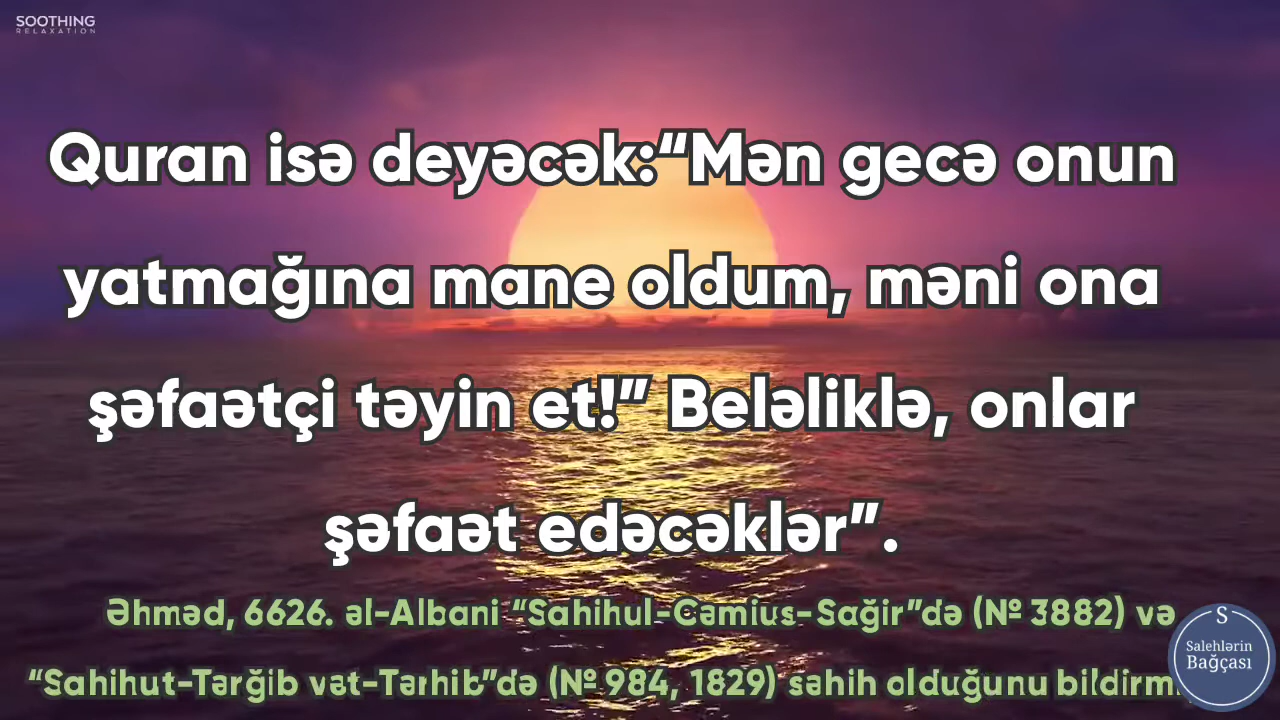 SOOTHING
RELAXATION
Quran isə deyəcək:“Mən gecə onun
yatmağına mane oldum, məni ona
şəfaətçi təyin et!” Beləliklə, onlar
şəfaət edəcəklər”.
Əhməd, 6626. əl-Albani “Sahihul-Camius-Sağir”də (№ 3882) və
“Sahihut-Tərğib vət-Tərhib”də (№ 984, 1829) səhih olduğunu
S
Salehlərin
Bağçası